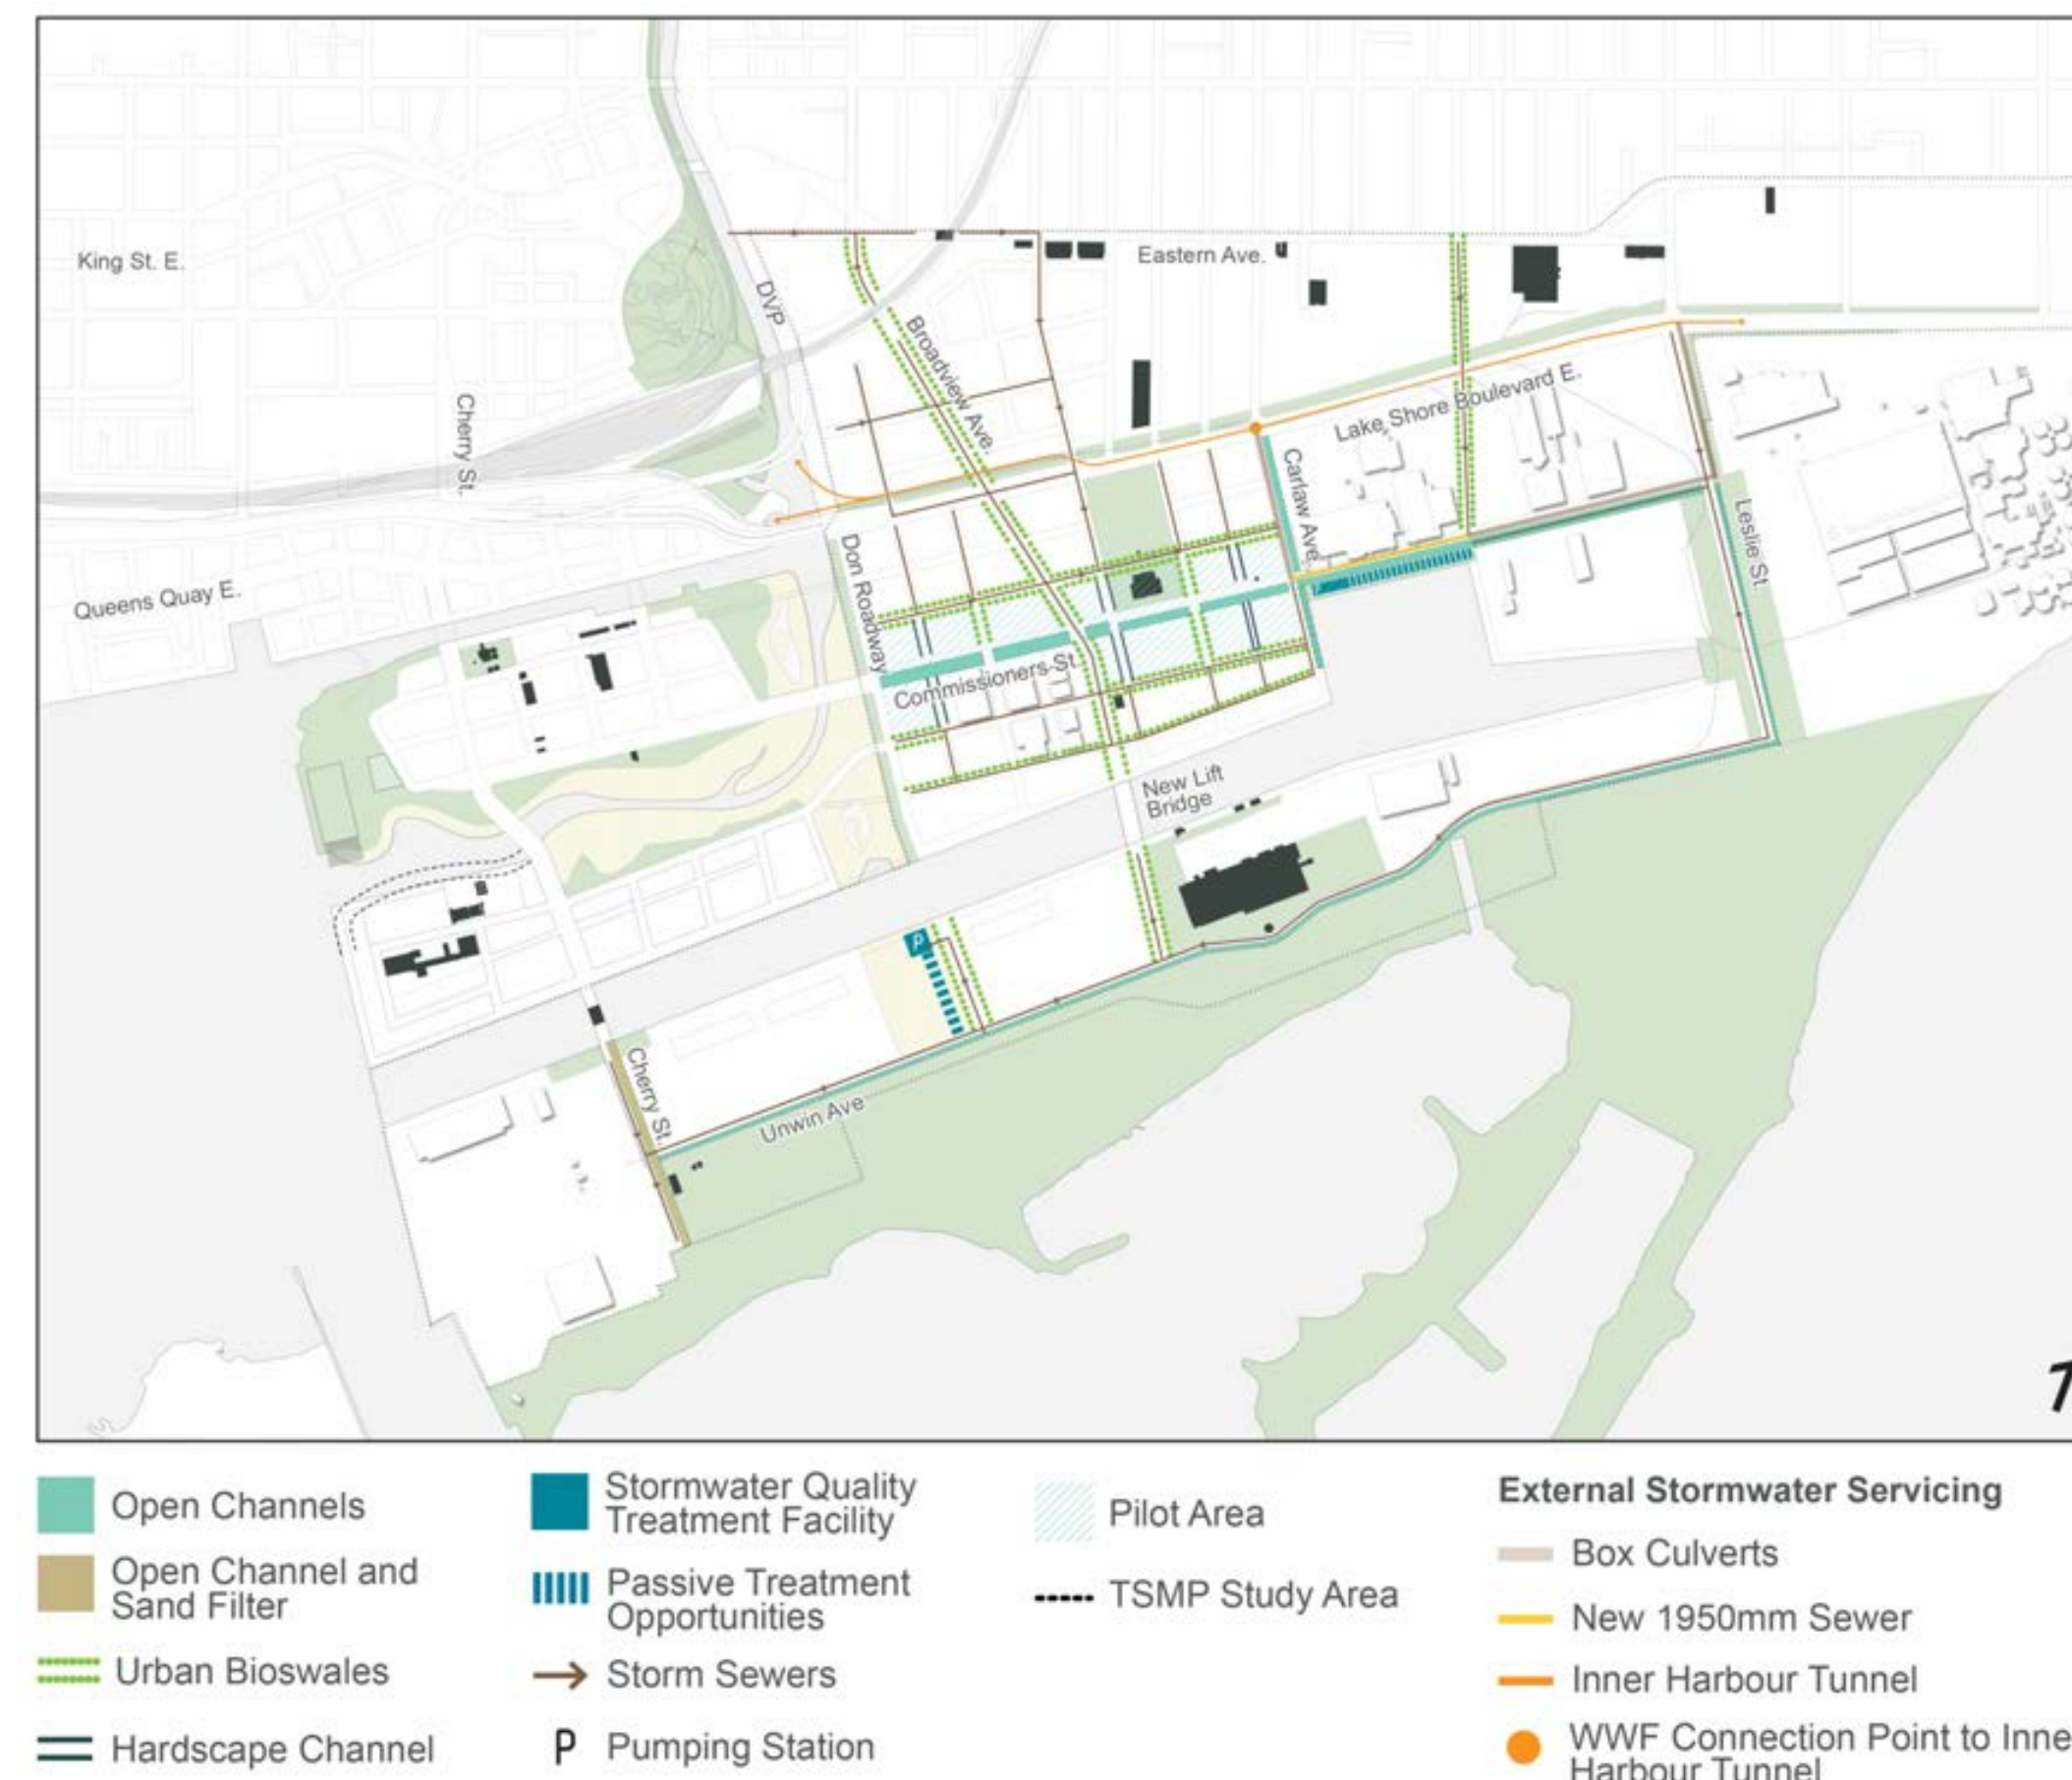 King St. E.
Eastern Ave.
DVP
Broadview Ave.
Cherry St.
Lake Shore Boulevard E.
Carlaw Ave.
Leslie St.
Don Roadway
Queens Quay E.
Commissioners St.
New Lift
Bridge
P
Cherry St.
Unwin Ave
Open Channels
Open Channel and
Sand Filter
Urban Bioswales
Hardscape Channel
Stormwater Quality
Treatment Facility
Passive Treatment
Opportunities
Storm Sewers
P Pumping Station
Pilot Area
TSMP Study Area
External Stormwater Servicing
Box Culverts
New 1950mm Sewer
Inner Harbour Tunnel
WWF Connection Point to Inne
Harbour Tunnel